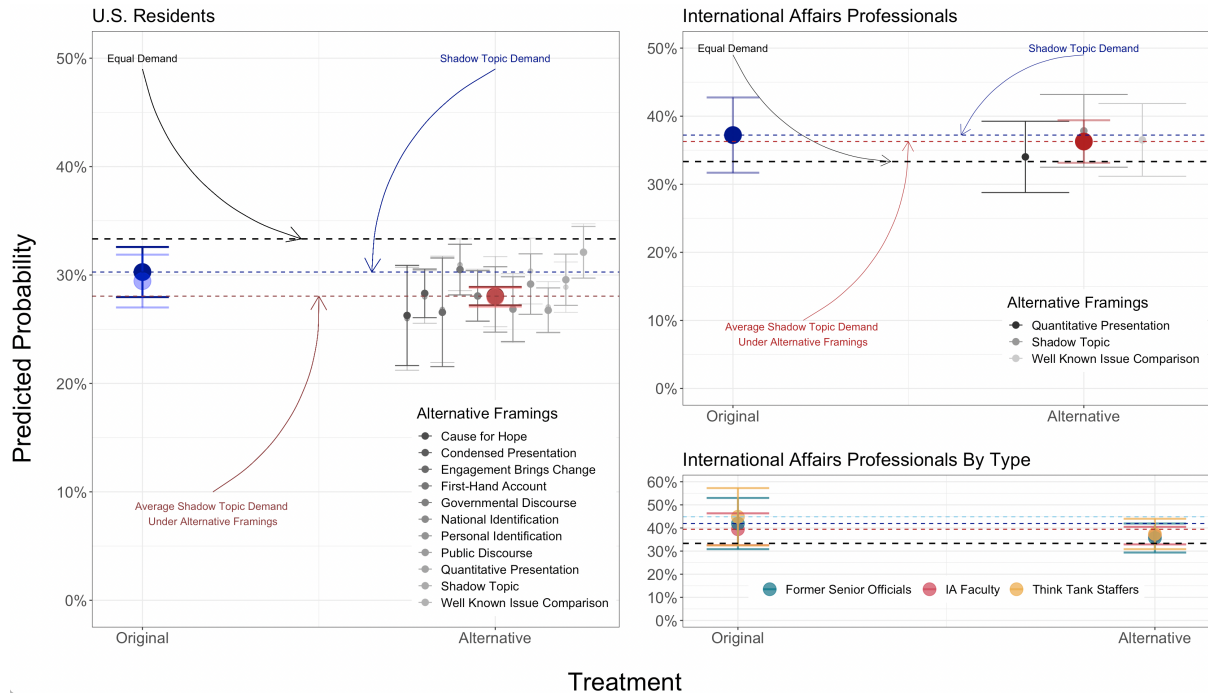 U.S. Residents
Equal Demand
Shadow Topic Demand
50%
40%
30%
20%
10%
0%
Average Shadow Topic Demand
Under Alternative Framings
Alternative Framings
Cause for Hope
Condensed Presentation
Engagement Brings Change
First-Hand Account
Governmental Discourse
National Identification
Personal Identification
Public Discourse
Quantitative Presentation
Shadow Topic
Well Known Issue Comparison
Original
Alternative
Predicted Probability
International Affairs Professionals
Equal Demand
Shadow Topic Demand
50%
40%
30%
20%
10%
0%
Average Shadow Topic Demand
Under Alternative Framings
Alternative Framings
Quantitative Presentation
Shadow Topic
Well Known Issue Comparison
Original
Alternative
International Affairs Professionals By Type
60%
50%
40%
30%
20%
10%
0%
Former Senior Officials
IA Faculty
Think Tank Staffers
Original
Alternative
Treatment